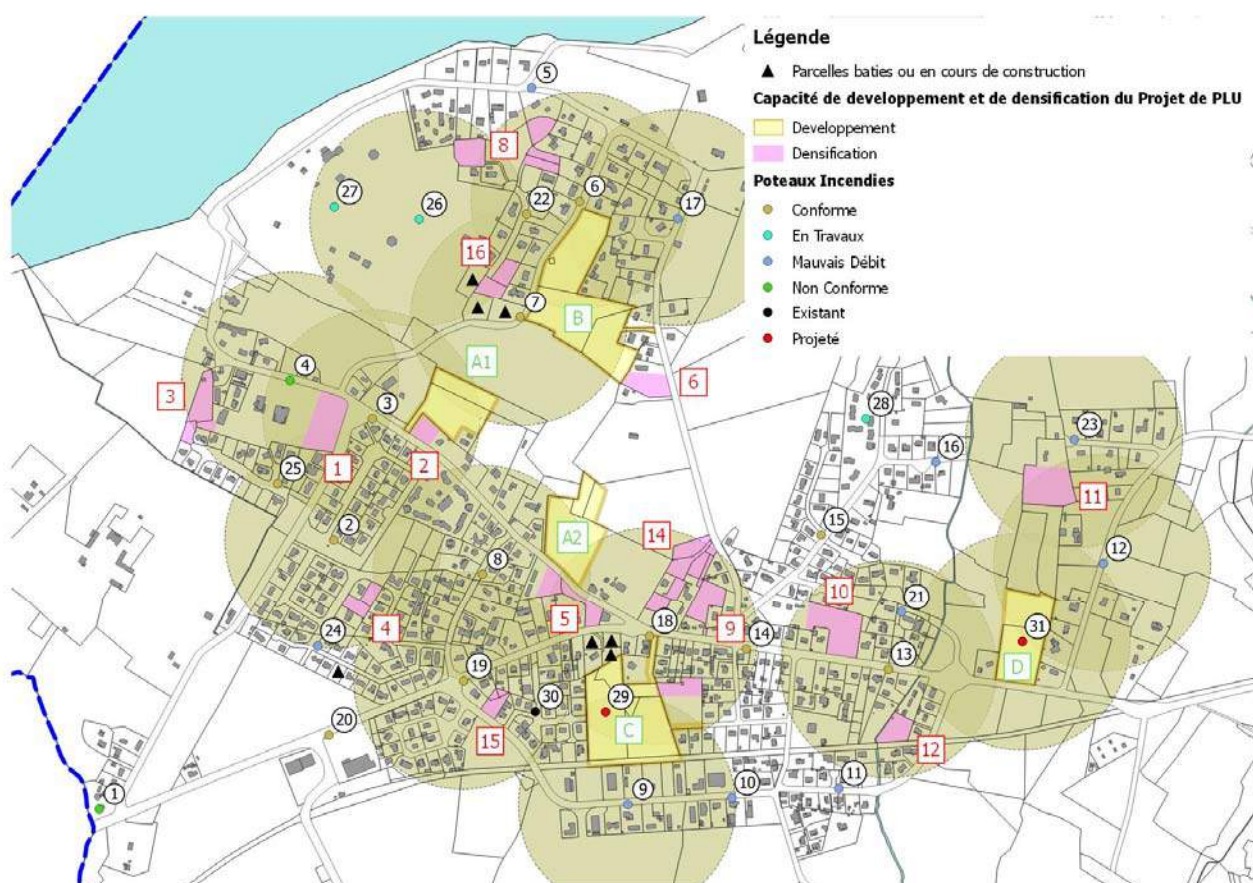 Légende
Parcelles baties ou en cours de construction
Capacité de developpement et de densification du Projet de PLU
Developpement
Densification
Poteaux Incendies
Conforme
En Travaux
Mauvais Débit
Non Conforme
Existant
Projeté
5
8
27
26
22
6
17
16
7
B
A1
6
4
3
3
28
23
16
1
2
25
11
15
2
A2
14
12
8
10
21
5
18
9
14
31
24
4
13
D
19
30
29
20
15
C
12
11
9
10
1